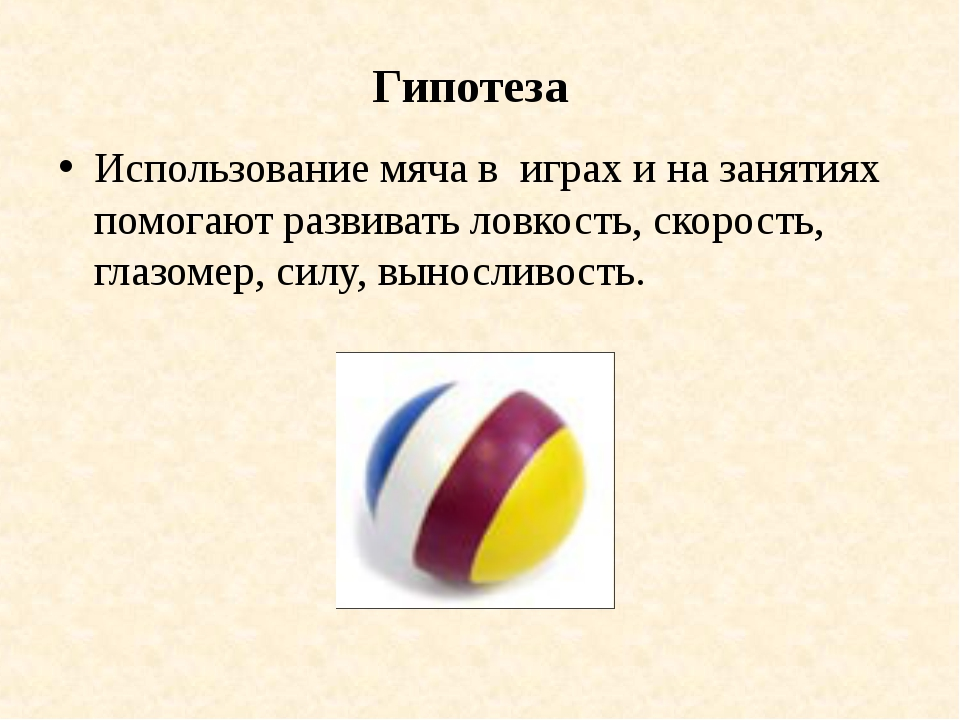 Гипотеза
• Использование мяча в  играх и на занятиях
помогают развивать ловкость, скорость,
глазомер, силу, выносливость.